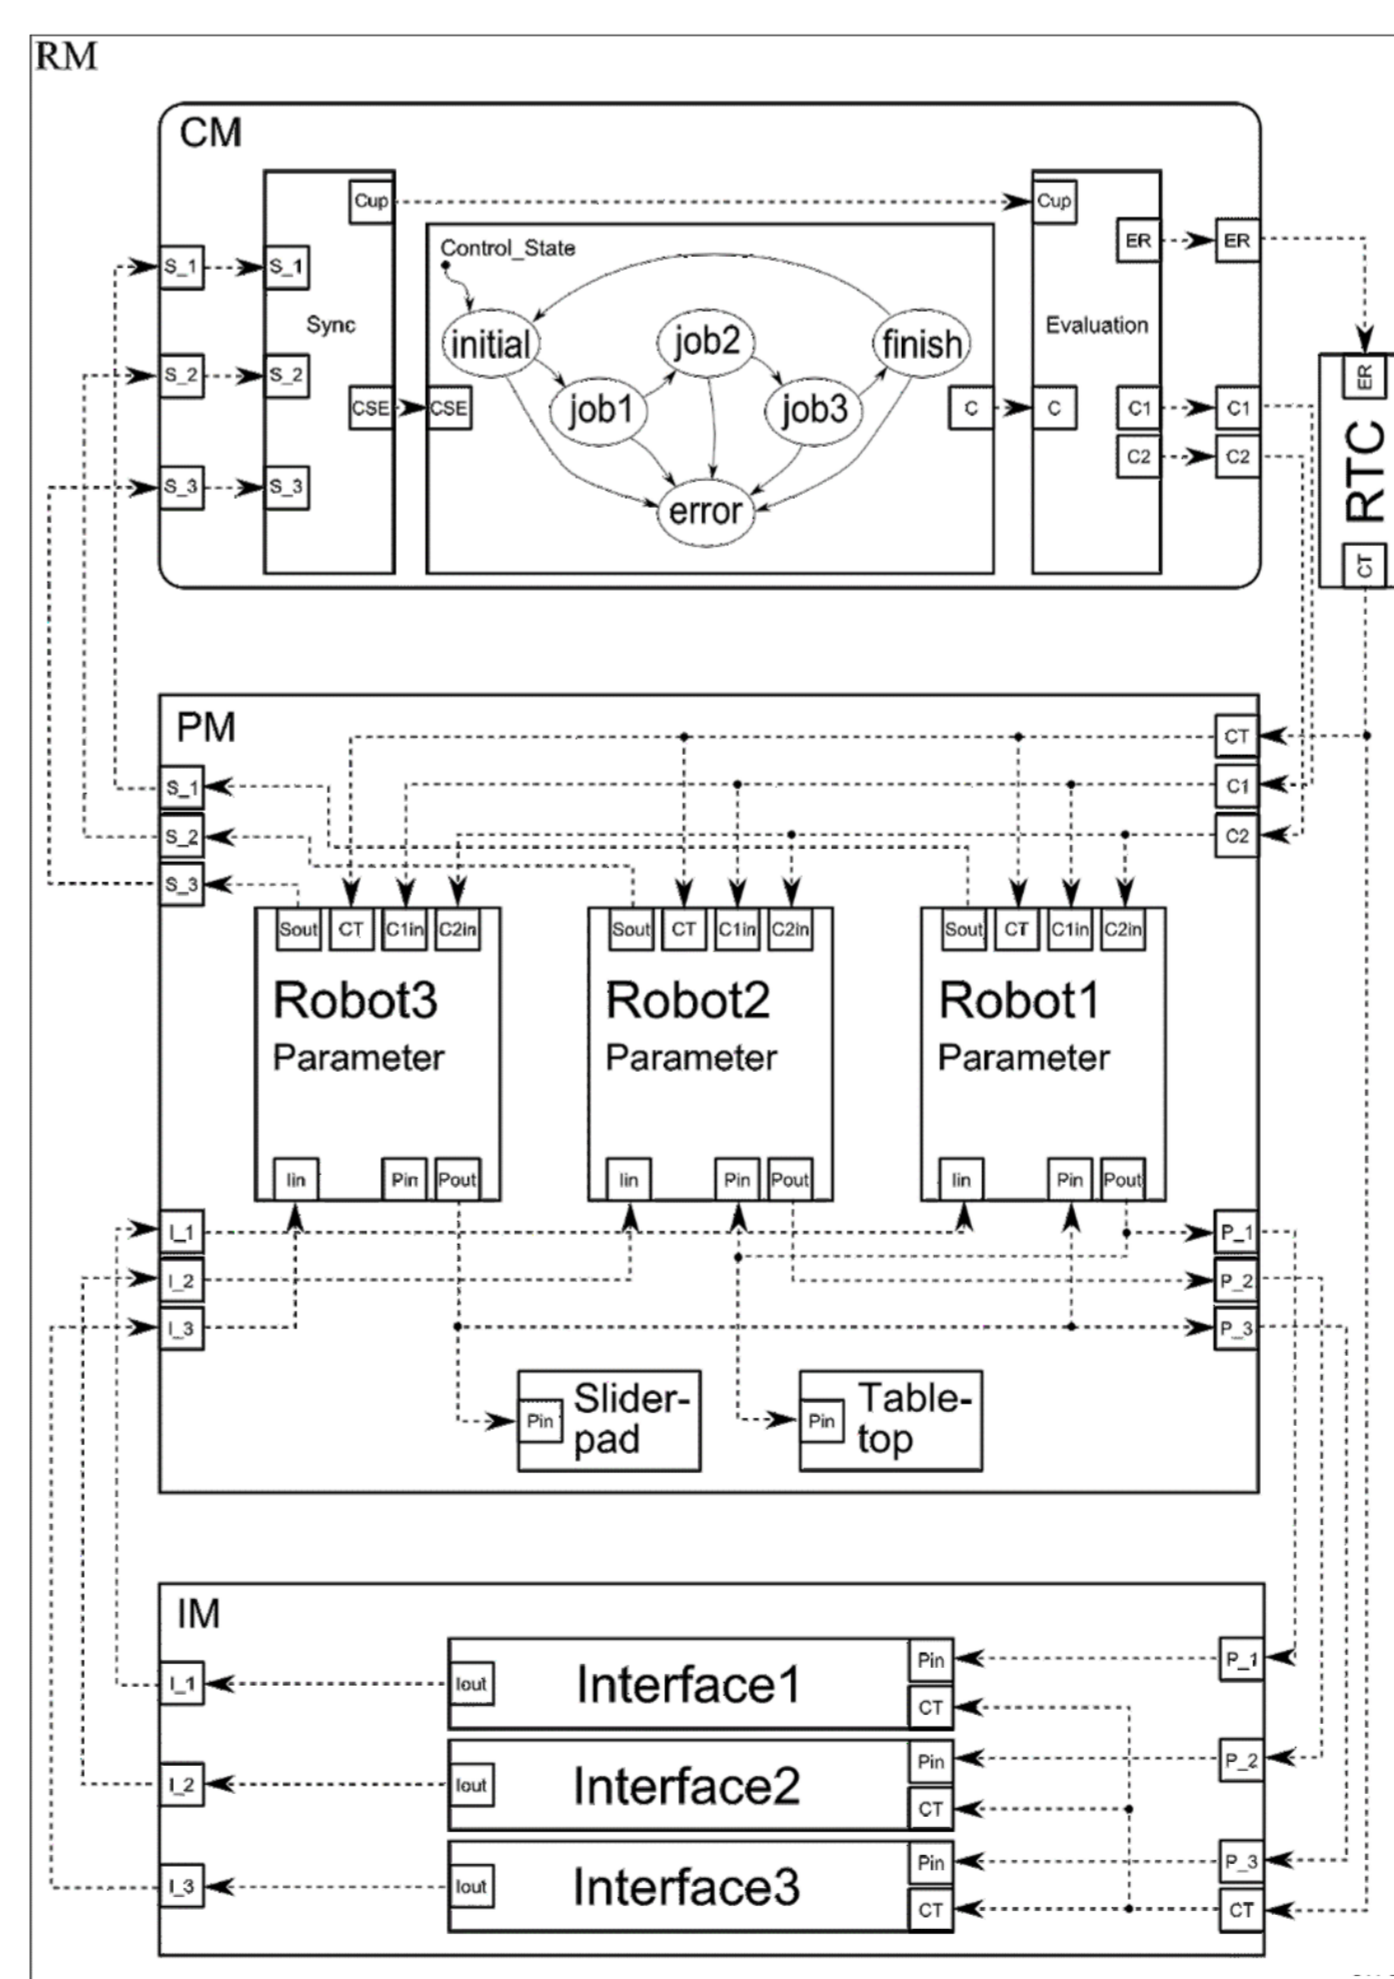 RM
CM
Cup
Cup
ER
ER
Control_State
S_1
S_1
Sync
Evaluation
initial
job2
finish
ER
S_2
S_2
CSE
CSE
job1
job3
C
C
C1
C1
C2
C2
RTC
S_3
S_3
error
CT
PM
CT
S_1
C1
S_2
C2
S_3
Sout CT C1in C2in
Sout CT C1in C2in
Sout CT C1in C2in
Robot3
Robot2
Robot1
Parameter
Parameter
Parameter
Iin Pin Pout
Iin Pin Pout
Iin Pin Pout
I_1
P_1
I_2
P_2
I_3
P_3
Pin
Slider-
pad
Pin
Table-
top
IM
I_1
Iout
Interface1
Pin
P_1
CT
I_2
Iout
Interface2
Pin
P_2
CT
I_3
Iout
Interface3
Pin
P_3
CT
CT